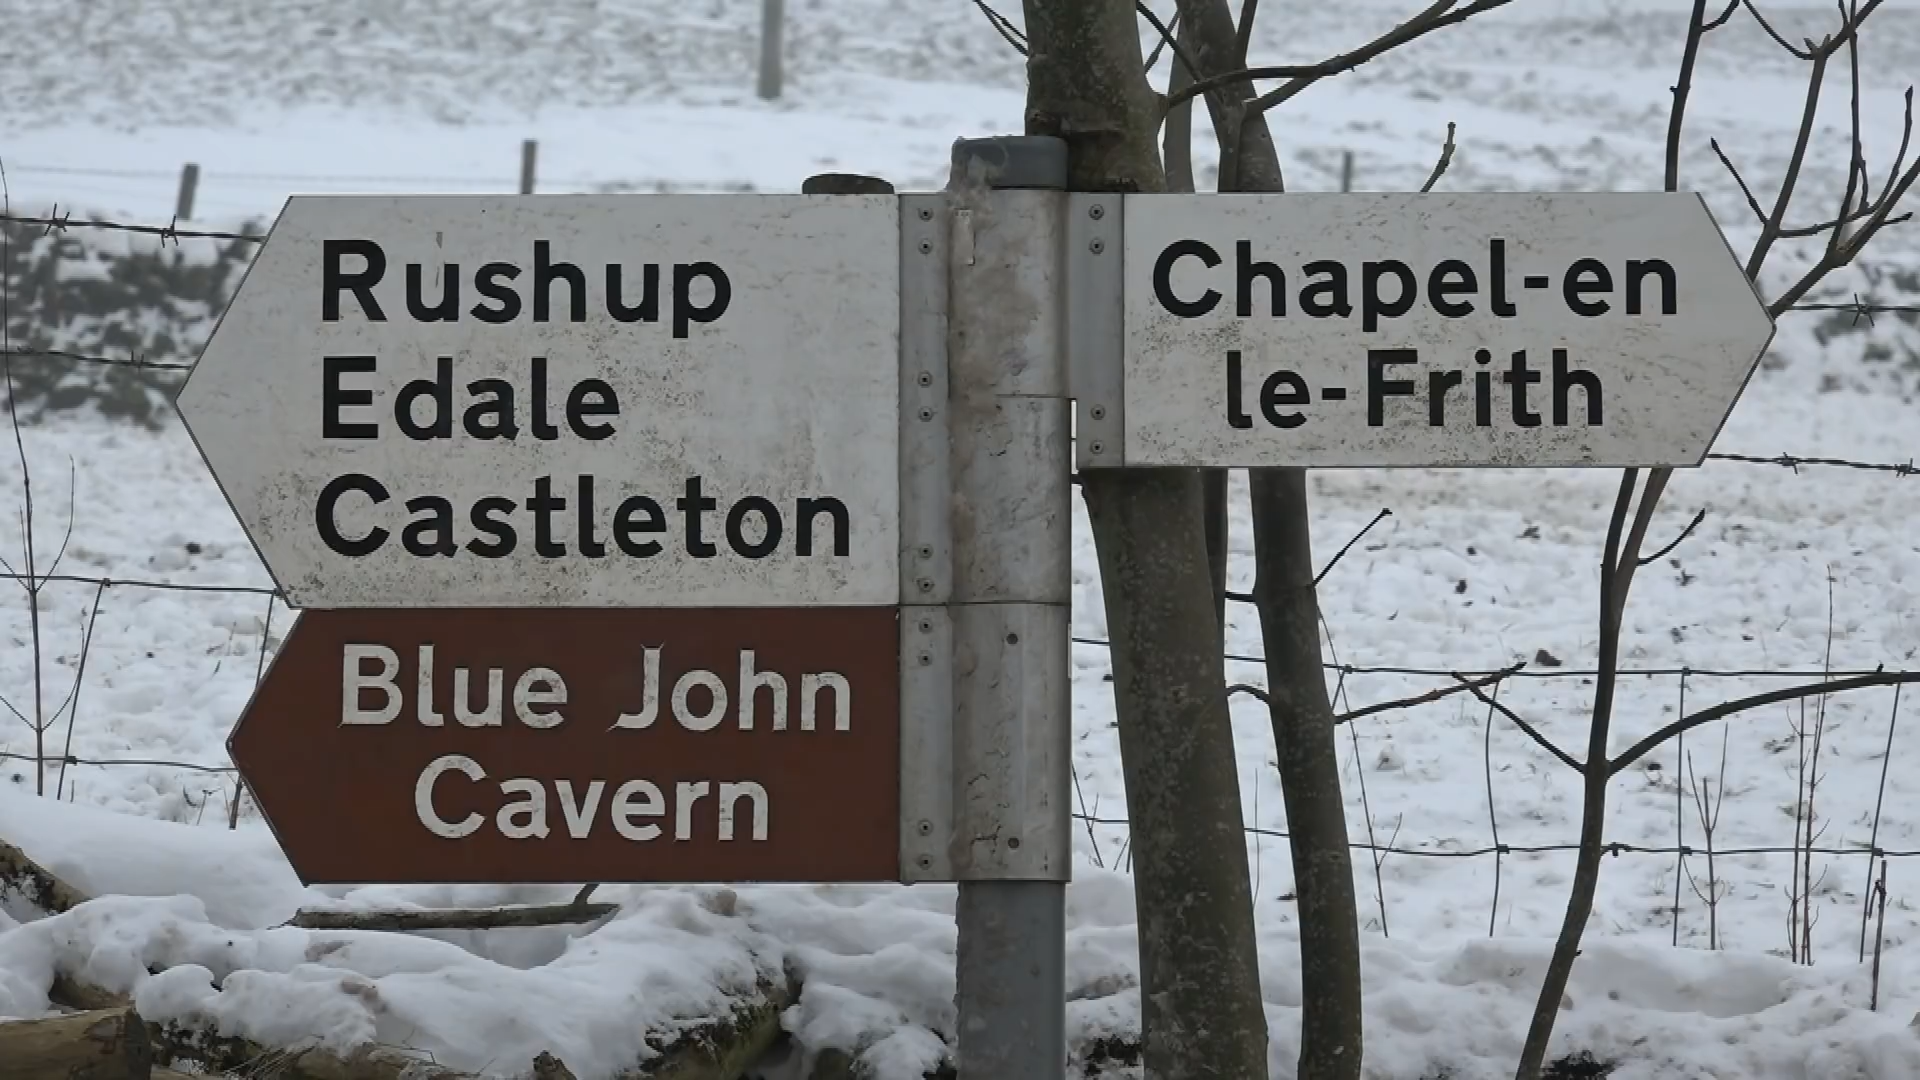 Rushup
Edale
Castleton
Blue John
Cavern
Chapel-en
le-Frith